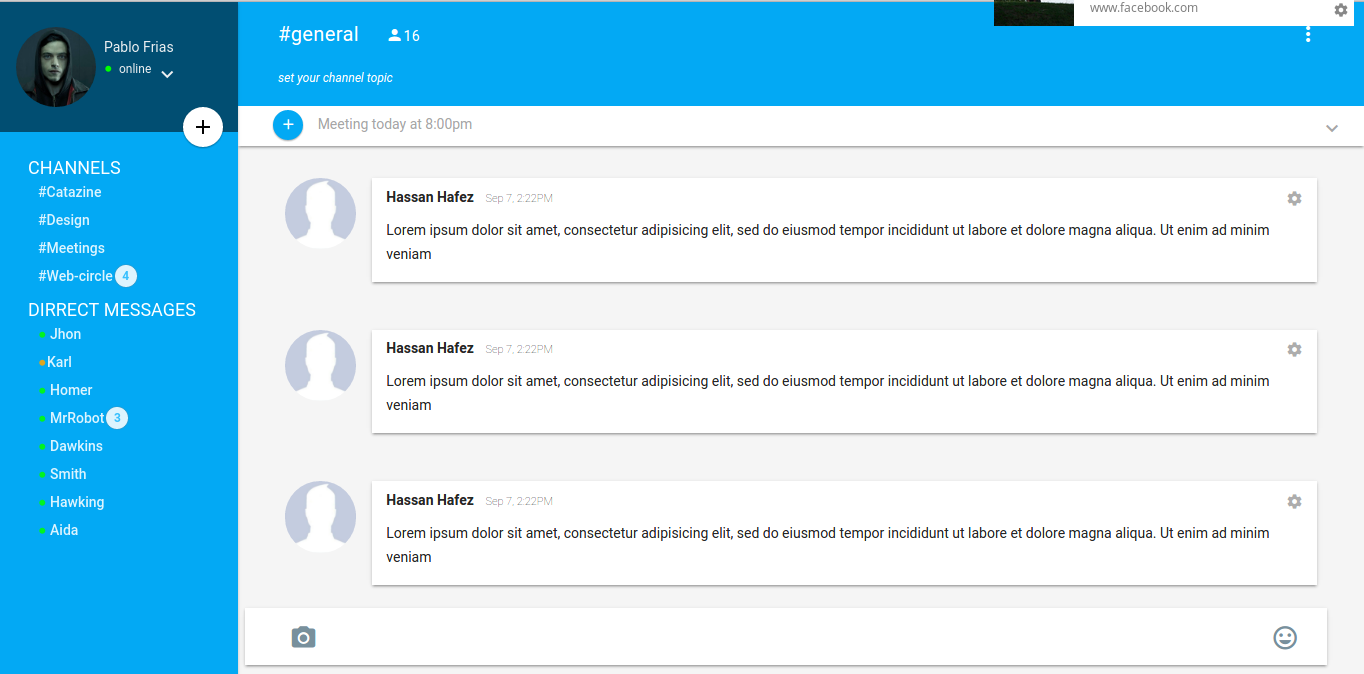 www.facebook.com
Pablo Frias
online
CHANNELS
#Catazine
#Design
#Meetings
#Web-circle 4
DIRRECT MESSAGES
Jhon
Karl
Homer
MrRobot 3
Dawkins
Smith
Hawking
Aida
#general 16
set your channel topic
Meeting today at 8:00pm
Hassan Hafez Sep 7, 2:22PM
Lorem ipsum dolor sit amet, consectetur adipisicing elit, sed do eiusmod tempor incididunt ut labore et dolore magna aliqua. Ut enim ad minim
veniam
Hassan Hafez Sep 7, 2:22PM
Lorem ipsum dolor sit amet, consectetur adipisicing elit, sed do eiusmod tempor incididunt ut labore et dolore magna aliqua. Ut enim ad minim
veniam
Hassan Hafez Sep 7, 2:22PM
Lorem ipsum dolor sit amet, consectetur adipisicing elit, sed do eiusmod tempor incididunt ut labore et dolore magna aliqua. Ut enim ad minim
veniam